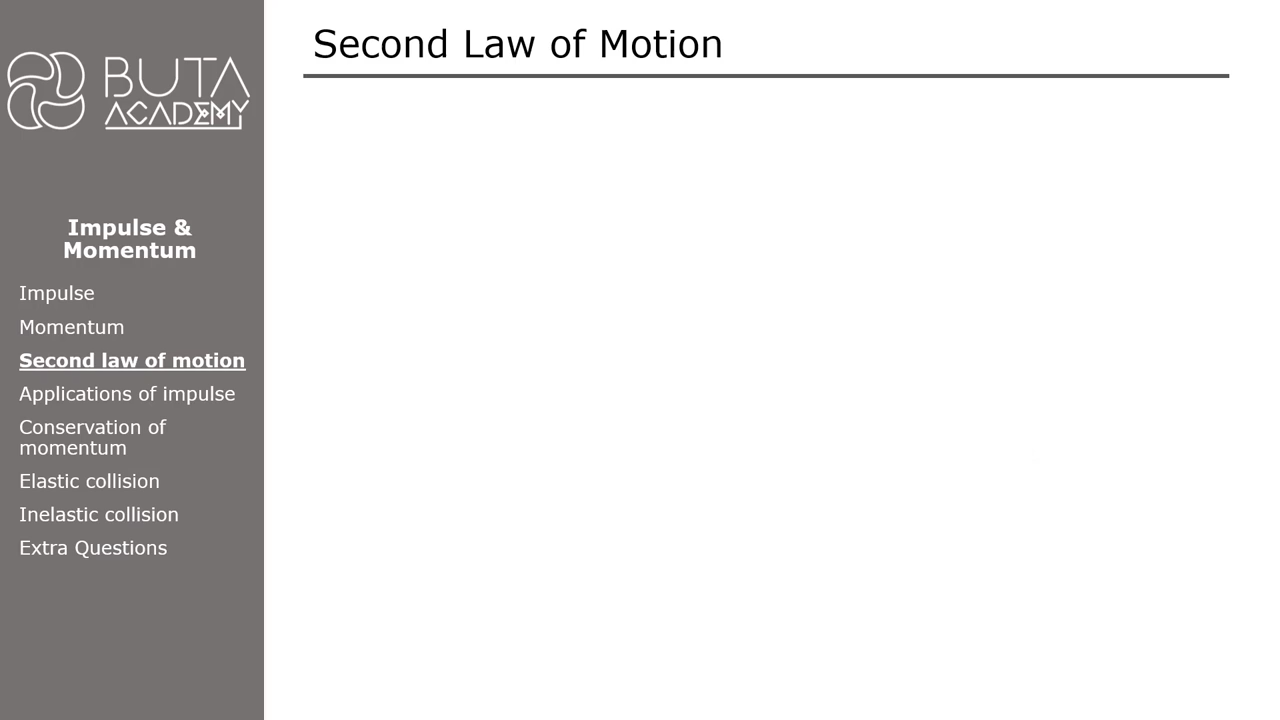 BUTA
ACADEMY
Impulse &
Momentum
Impulse
Momentum
Second law of motion
Applications of impulse
Conservation of
momentum
Elastic collision
Inelastic collision
Extra Questions
Second Law of Motion